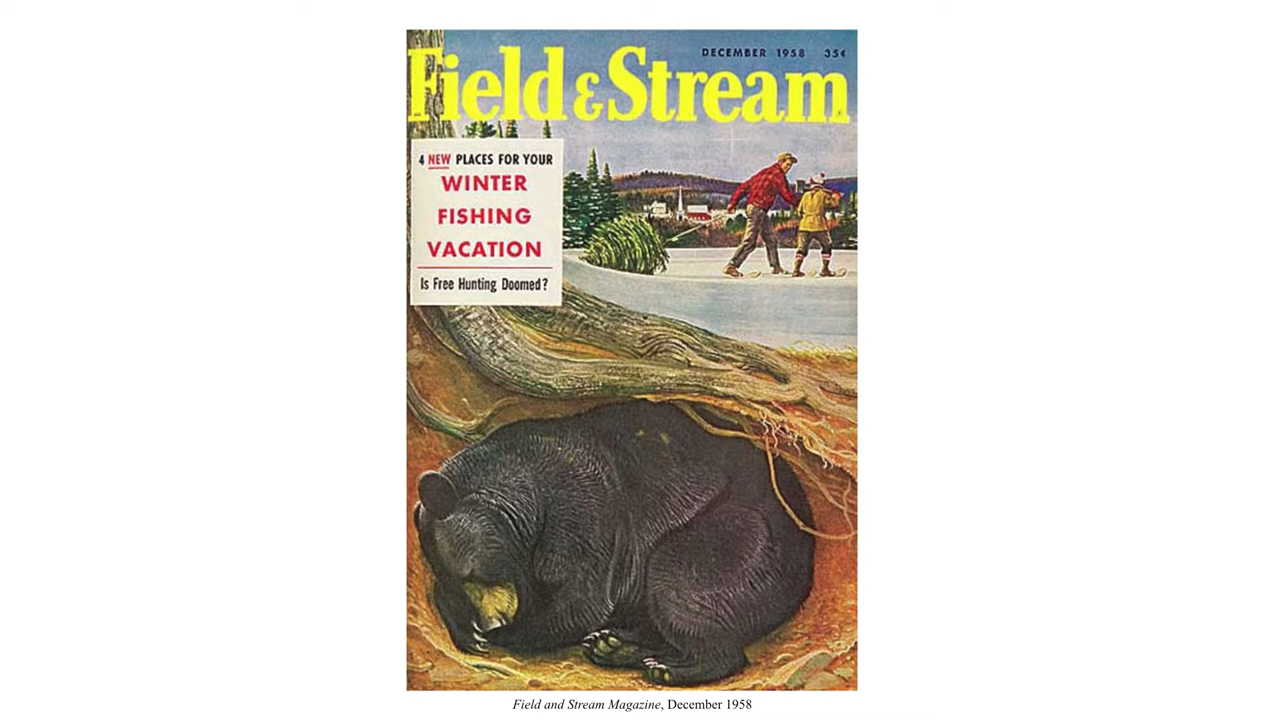 DECEMBER 1958 35¢
Field & Stream
4 NEW PLACES FOR YOUR
WINTER
FISHING
VACATION
Is Free Hunting Doomed?
Field and Stream Magazine, December 1958